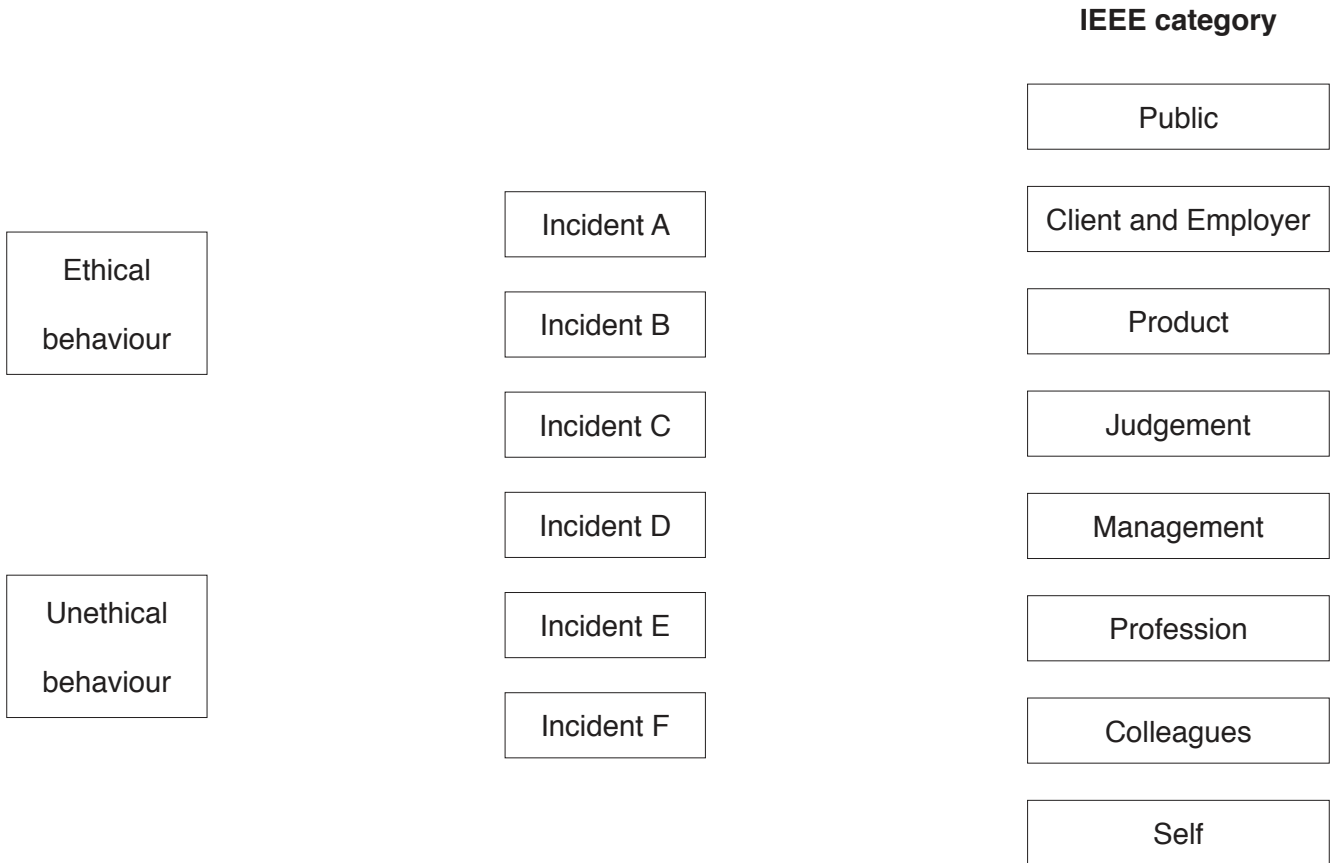 IEEE category
Public
Client and Employer
Product
Judgement
Management
Profession
Colleagues
Self
Incident A
Incident B
Incident C
Incident D
Incident E
Incident F
Ethical
behaviour
Unethical
behaviour